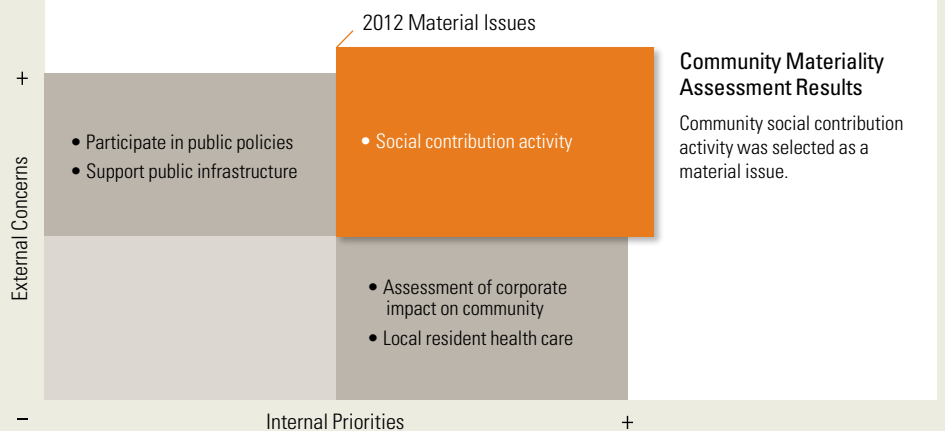 2012 Material Issues
+
External Concerns
−
• Participate in public policies
• Support public infrastructure
• Social contribution activity
• Assessment of corporate
impact on community
• Local resident health care
Internal Priorities
+
Community Materiality
Assessment Results
Community social contribution
activity was selected as a
material issue.